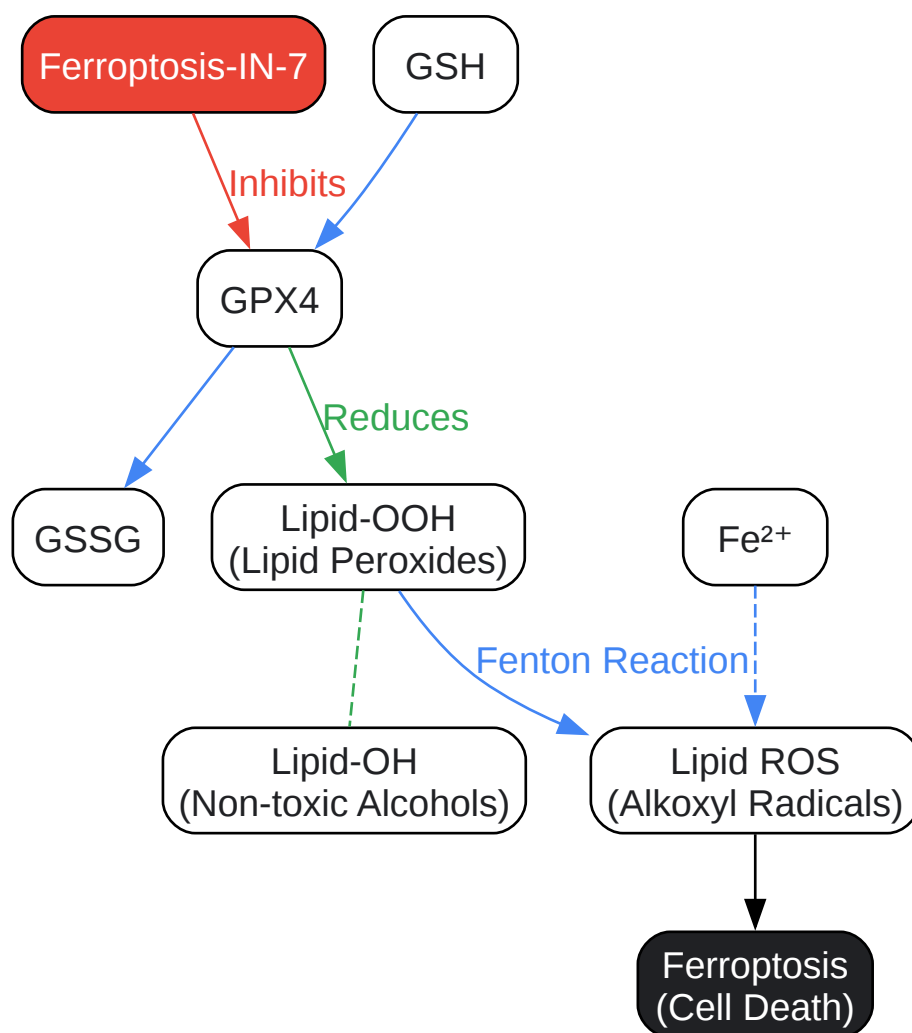 Ferroptosis-IN-7
GSH
Inhibits
GPX4
Reduces
GSSG
Lipid-OOH
(Lipid Peroxides)
Fe²⁺
Fenton Reaction
Lipid-OH
(Non-toxic Alcohols)
Lipid ROS
(Alkoxyl Radicals)
Ferroptosis
(Cell Death)